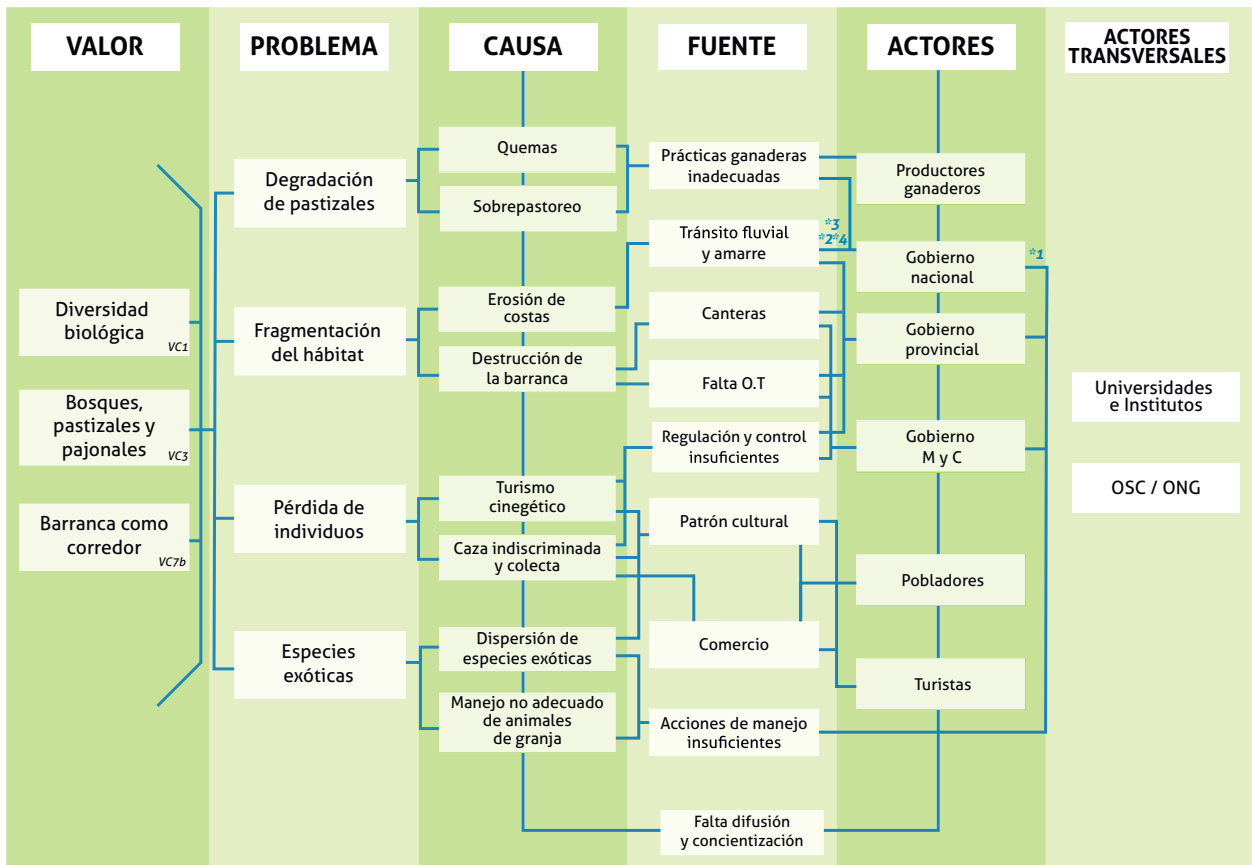 VALOR
PROBLEMA
CAUSA
FUENTE
ACTORES
ACTORES
TRANSVERSALES
Diversidad
biológica
VC1
Bosques,
pastizales y
pajonales
VC3
Barranca como
corredor
VC7b
Degradación
de pastizales
Fragmentación
del hábitat
Pérdida de
individuos
Especies
exóticas
Quemas
Sobrepastoreo
Erosión de
costas
Destrucción de
la barranca
Turismo
cinegético
Caza indiscriminada
y colecta
Dispersión de
especies exóticas
Manejo no adecuado
de animales
de granja
Prácticas ganaderas
inadecuadas
Tránsito fluvial
y amarre
Canteras
Falta O.T
Regulación y control
insuficientes
Patrón cultural
Comercio
Acciones de manejo
insuficientes
Falta difusión
y concientización
*3
*2*4
Productores
ganaderos
Gobierno
nacional
*1
Gobierno
provincial
Gobierno
M y C
Pobladores
Turistas
Universidades
e Institutos
OSC / ONG